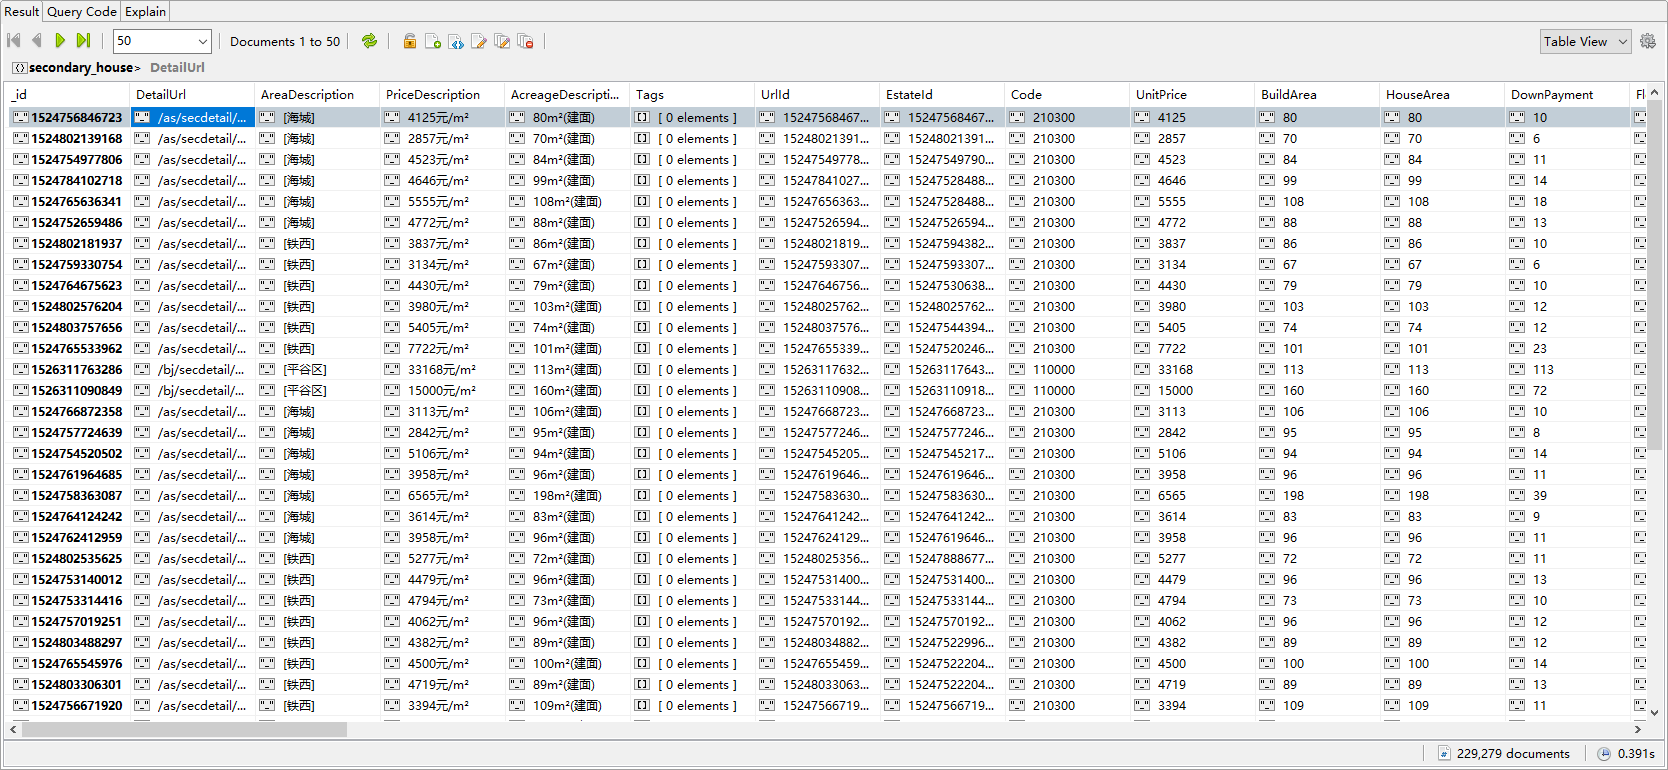 Result Query Code Explain
50 Documents 1 to 50 Table View
secondary_house> DetailUrl
_id DetailUrl AreaDescription PriceDescription AcreageDescripti... Tags UrlId EstateId Code UnitPrice BuildArea HouseArea DownPayment Fl
1524756846723 /as/secdetail/... [海城] 4125元/m² 80m²(建面) [ 0 elements ] 15247568467... 15247568467... 210300 4125 80 80 10
1524802139168 /as/secdetail/... [海城] 2857元/m² 70m²(建面) [ 0 elements ] 15248021391... 15248021391... 210300 2857 70 70 6
1524754977806 /as/secdetail/... [海城] 4523元/m² 84m²(建面) [ 0 elements ] 15247549778... 15247549790... 210300 4523 84 84 11
1524784102718 /as/secdetail/... [海城] 4646元/m² 99m²(建面) [ 0 elements ] 15247841027... 15247528488... 210300 4646 99 99 14
1524765636341 /as/secdetail/... [海城] 5555元/m² 108m²(建面) [ 0 elements ] 15247656363... 15247528488... 210300 5555 108 108 18
1524752659486 /as/secdetail/... [海城] 4772元/m² 88m²(建面) [ 0 elements ] 15247526594... 15247526594... 210300 4772 88 88 13
1524802181937 /as/secdetail/... [铁西] 3837元/m² 86m²(建面) [ 0 elements ] 15248021819... 15247594382... 210300 3837 86 86 10
1524759330754 /as/secdetail/... [铁西] 3134元/m² 67m²(建面) [ 0 elements ] 15247593307... 15247593307... 210300 3134 67 67 6
1524764675623 /as/secdetail/... [铁西] 4430元/m² 79m²(建面) [ 0 elements ] 15247646756... 15247530638... 210300 4430 79 79 10
1524802576204 /as/secdetail/... [铁西] 3980元/m² 103m²(建面) [ 0 elements ] 15248025762... 15248025762... 210300 3980 103 103 12
1524803757656 /as/secdetail/... [铁西] 5405元/m² 74m²(建面) [ 0 elements ] 15248037576... 15247544394... 210300 5405 74 74 12
1524765533962 /as/secdetail/... [铁西] 7722元/m² 101m²(建面) [ 0 elements ] 15247655339... 15247520246... 210300 7722 101 101 23
1526311763286 /bj/secdetail/... [平谷区] 33168元/m² 113m²(建面) [ 0 elements ] 15263117632... 15263117643... 110000 33168 113 113 113
1526311090849 /bj/secdetail/... [平谷区] 15000元/m² 160m²(建面) [ 0 elements ] 15263110908... 15263110918... 110000 15000 160 160 72
1524766872358 /as/secdetail/... [海城] 3113元/m² 106m²(建面) [ 0 elements ] 15247668723... 15247668723... 210300 3113 106 106 10
1524757724639 /as/secdetail/... [海城] 2842元/m² 95m²(建面) [ 0 elements ] 15247577246... 15247577246... 210300 2842 95 95 8
1524754520502 /as/secdetail/... [海城] 5106元/m² 94m²(建面) [ 0 elements ] 15247545205... 15247545217... 210300 5106 94 94 14
1524761964685 /as/secdetail/... [海城] 3958元/m² 96m²(建面) [ 0 elements ] 15247619646... 15247619646... 210300 3958 96 96 11
1524758363087 /as/secdetail/... [海城] 6565元/m² 198m²(建面) [ 0 elements ] 15247583630... 15247583630... 210300 6565 198 198 39
1524764124242 /as/secdetail/... [海城] 3614元/m² 83m²(建面) [ 0 elements ] 15247641242... 15247641242... 210300 3614 83 83 9
1524762412959 /as/secdetail/... [海城] 3958元/m² 96m²(建面) [ 0 elements ] 15247624129... 15247619646... 210300 3958 96 96 11
1524802535625 /as/secdetail/... [铁西] 5277元/m² 72m²(建面) [ 0 elements ] 15248025356... 15247888677... 210300 5277 72 72 11
1524753140012 /as/secdetail/... [铁西] 4479元/m² 96m²(建面) [ 0 elements ] 15247531400... 15247531400... 210300 4479 96 96 13
1524753314416 /as/secdetail/... [铁西] 4794元/m² 73m²(建面) [ 0 elements ] 15247533144... 15247533144... 210300 4794 73 73 10
1524757019251 /as/secdetail/... [铁西] 4062元/m² 96m²(建面) [ 0 elements ] 15247570192... 15247570192... 210300 4062 96 96 12
1524803488297 /as/secdetail/... [铁西] 4382元/m² 89m²(建面) [ 0 elements ] 15248034882... 15247522996... 210300 4382 89 89 12
1524765545976 /as/secdetail/... [铁西] 4500元/m² 100m²(建面) [ 0 elements ] 15247655459... 15247522204... 210300 4500 100 100 14
1524803306301 /as/secdetail/... [铁西] 4719元/m² 89m²(建面) [ 0 elements ] 15248033063... 15247522204... 210300 4719 89 89 13
1524756671920 /as/secdetail/... [铁西] 3394元/m² 109m²(建面) [ 0 elements ] 15247566719... 15247566719... 210300 3394 109 109 11
229,279 documents 0.391s